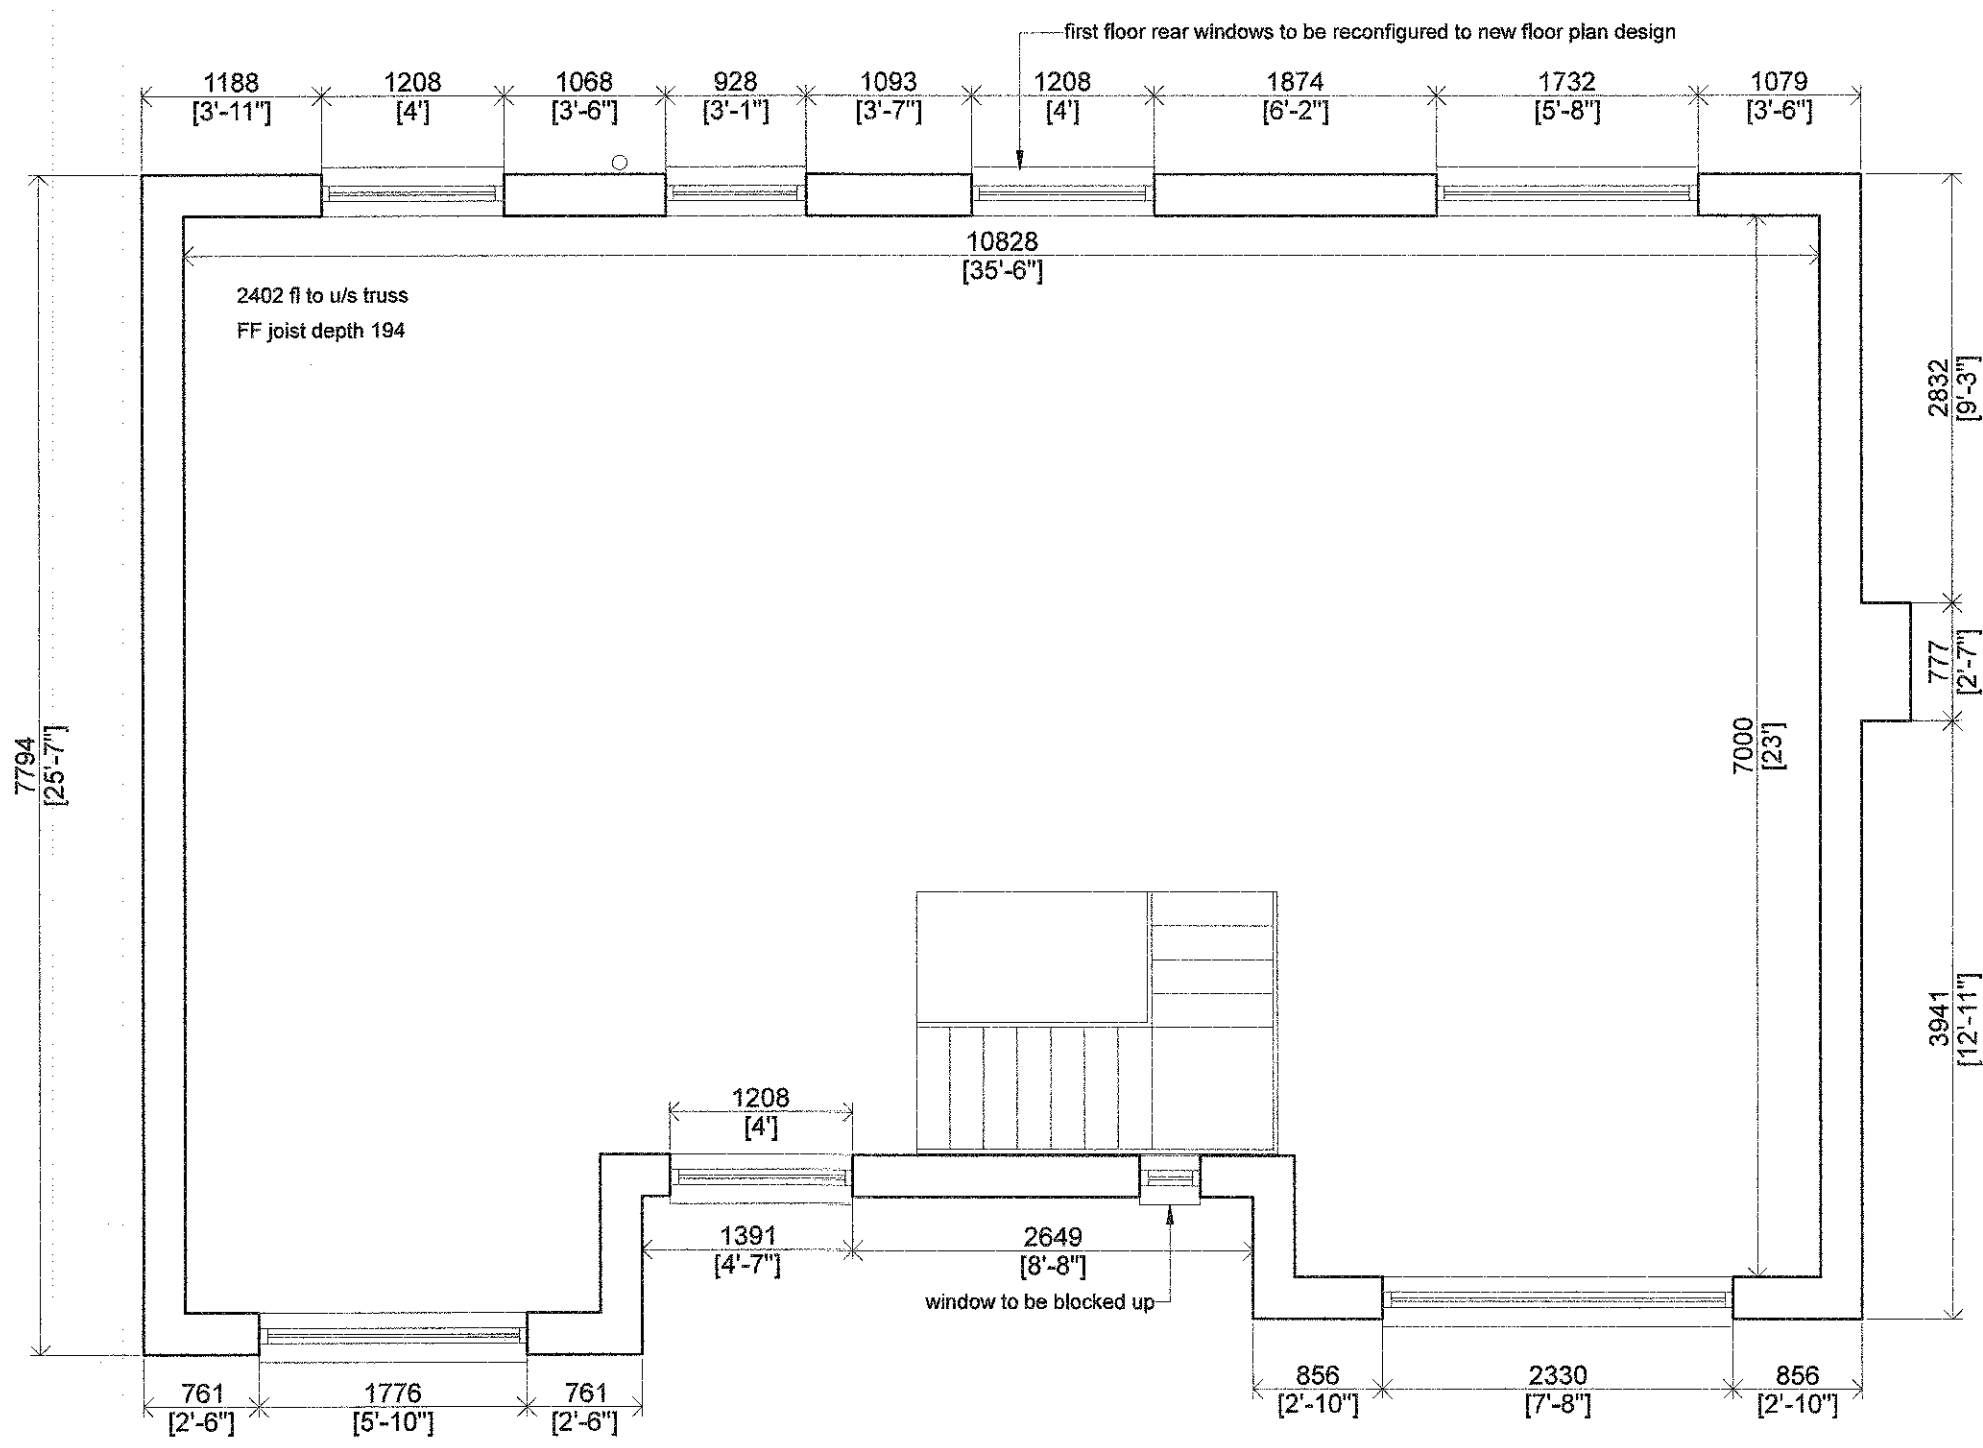 first floor rear windows to be reconfigured to new floor plan design
1188 1208 1068 928 1093 1208 1874 1732 1079
[3'-11"] [4'] [3'-6"] [3'-1"] [3'-7"] [4'] [6'-2"] [5'-8"] [3'-6"]
10828
[35'-6"]
2402 fl to u/s truss
FF joist depth 194
2832
[9'-3"]
777
[2'-7"]
7794
[25'-7"]
7000
[23']
3941
[12'-11"]
1208
[4']
1391 2649
[4'-7"] [8'-8"]
window to be blocked up
761 1776 761
[2'-6"] [5'-10"] [2'-6"]
856 2330 856
[2'-10"] [7'-8"] [2'-10"]